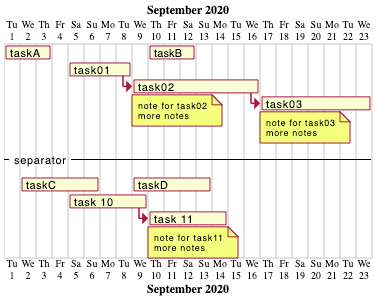 September 2020
Tu We Th Fr Sa Su Mo Tu We Th Fr Sa Su Mo Tu We Th Fr Sa Su Mo Tu We
1 2 3 4 5 6 7 8 9 10 11 12 13 14 15 16 17 18 19 20 21 22 23
taskA taskB
task01
task02
note for task02
more notes
task03
note for task03
more notes
separator
taskC taskD
task 10
task 11
note for task11
more notes
Tu We Th Fr Sa Su Mo Tu We Th Fr Sa Su Mo Tu We Th Fr Sa Su Mo Tu We
1 2 3 4 5 6 7 8 9 10 11 12 13 14 15 16 17 18 19 20 21 22 23
September 2020